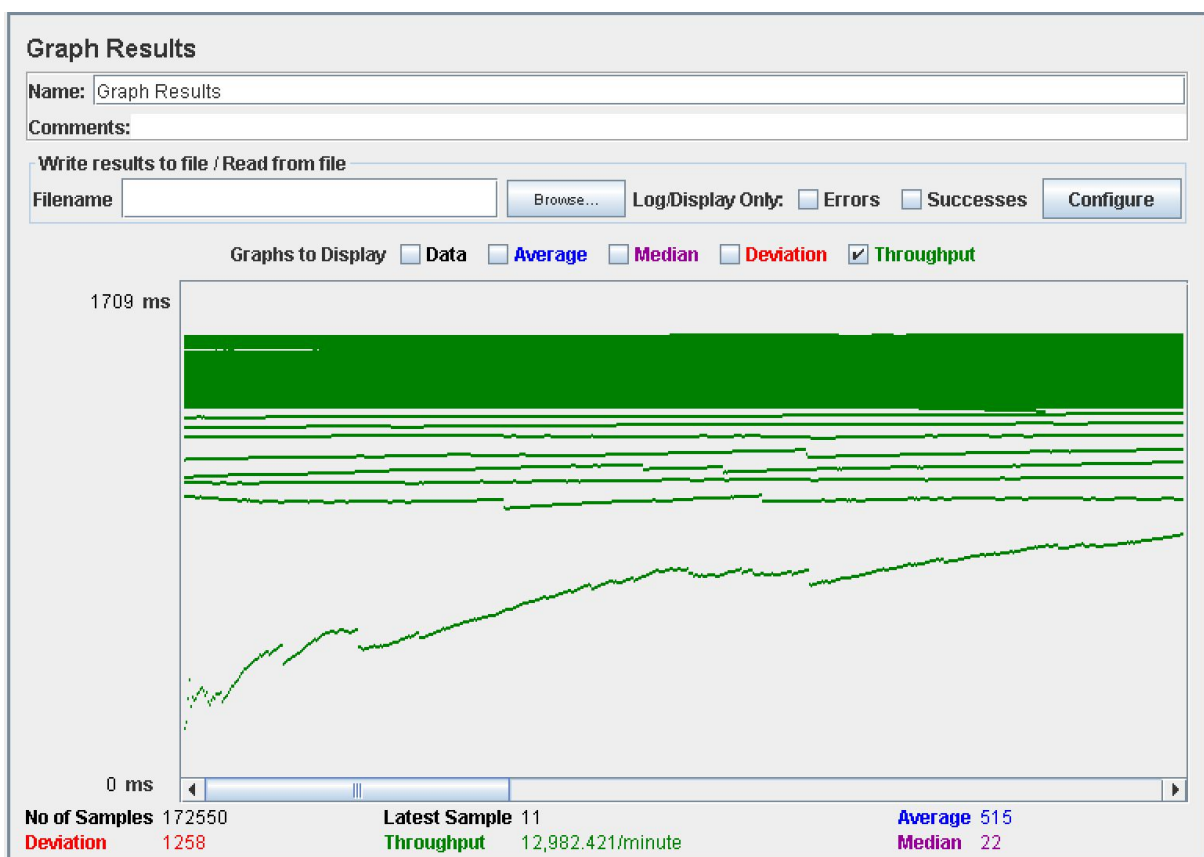 Graph Results
Name: Graph Results
Comments:
Write results to file / Read from file
Filename Browse... Log/Display Only: Errors Successes Configure
Graphs to Display Data Average Median Deviation Throughput
1709 ms
0 ms
No of Samples 172550 Latest Sample 11 Average 515
Deviation 1258 Throughput 12,982.421/minute Median 22